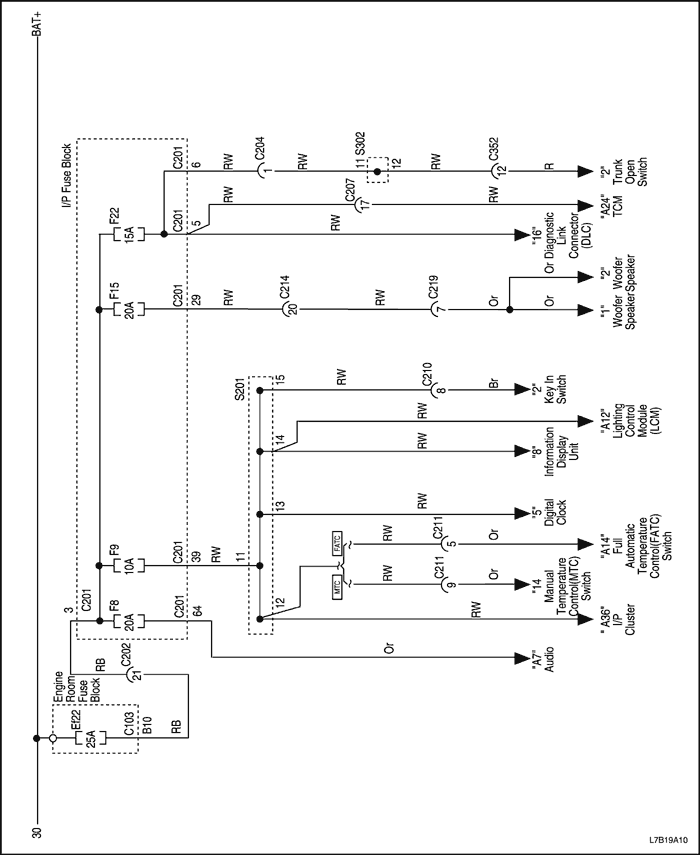 30
BAT+
Engine
Room
Fuse
Block
Ef22
25A
C103
B10
RB
RB
C202
21
I/P Fuse Block
3
C201
F8
20A
F9
10A
F15
20A
F22
15A
C201
64
C201
39
C201
29
C201
5
C201
6
RW
RW
RW
RW
C204
1
RW
11
S302
12
RW
C352
12
R
C207
17
RW
RW
C214
20
RW
C219
7
Or
Or
Or
S201
11
12
13
14
15
RW
C210
8
Br
RW
RW
RW
MTC
FATC
RW
C211
5
Or
RW
C211
9
Or
RW
Or
"A7"
Audio
"A36"
I/P
Cluster
"14
Manual
Temperature
Control(MTC)
Switch
"A14"
Full
Automatic
Temperature
Control(FATC)
Switch
"5"
Digital
Clock
"8"
Information
Display
Unit
"A12"
Lighting
Control
Module
(LCM)
"2"
Key In
Switch
"1"
Woofer
Speaker
"2"
Woofer
Speaker
"16"
Diagnostic
Link
Connector
(DLC)
"A24"
TCM
"2"
Trunk
Open
Switch
L7B19A10